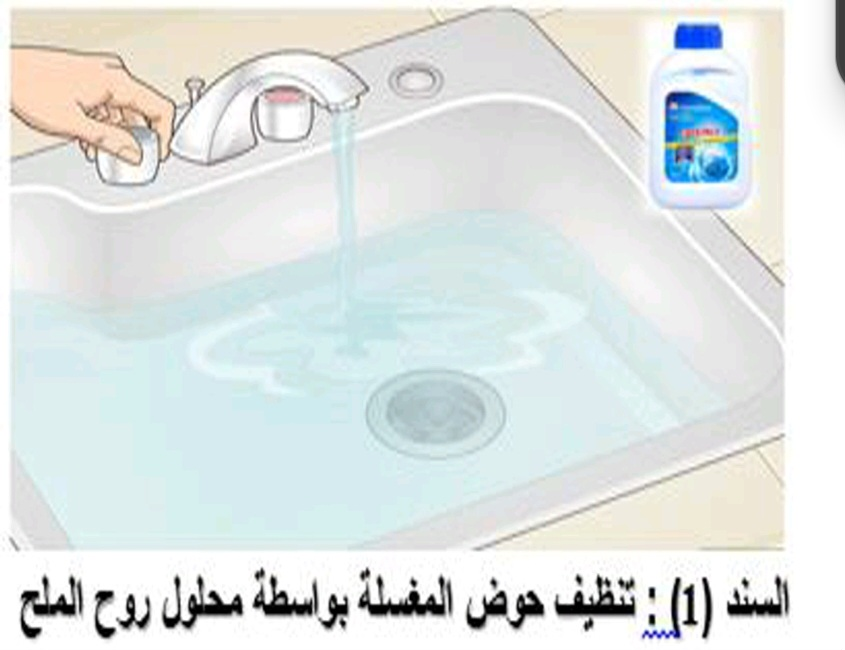 السند (1) : تنظيف حوض المغسلة بواسطة محلول روح الملح